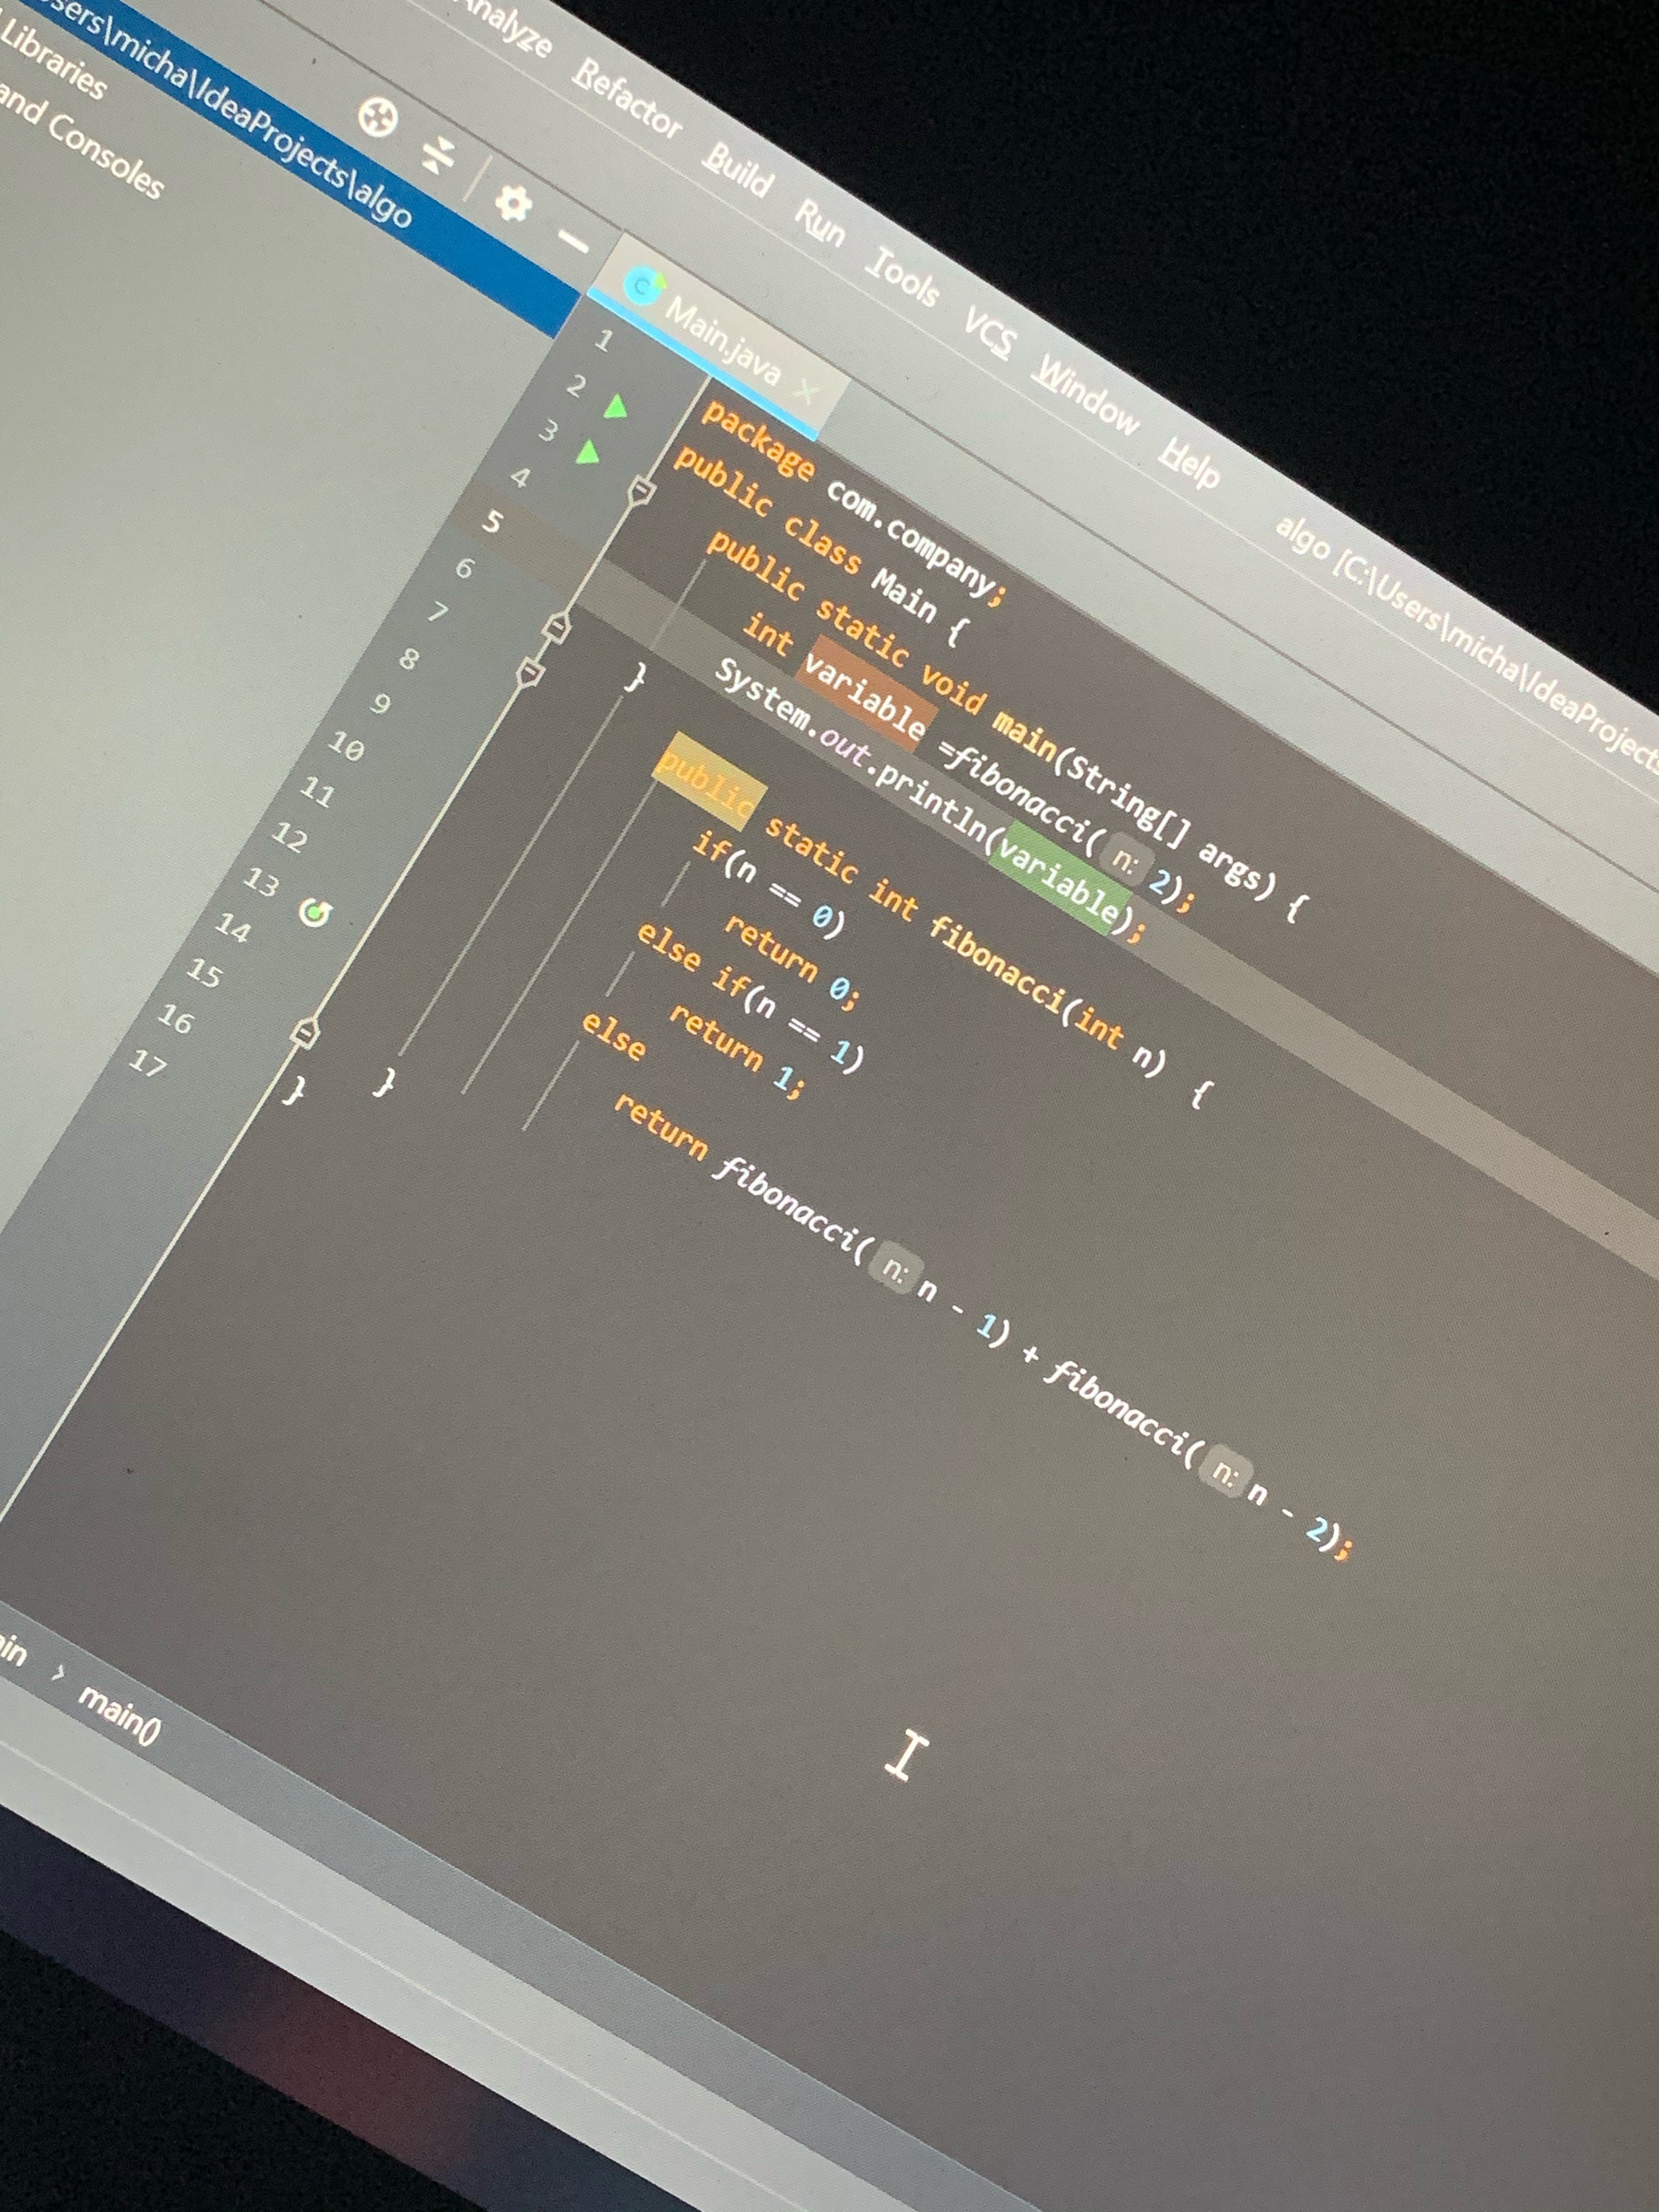 Analyze Refactor Build Run Tools VCS Window Help algo [C:\Users\micha\IdeaProjects
\micha\IdeaProjects\algo
Libraries
and Consoles
Main.java
1 package com.company;
2 public class Main {
3 public static void main(String[] args) {
4 int variable =fibonacci( n: 2);
5 System.out.println(variable);
6 }
7 public static int fibonacci(int n) {
8 if(n == 0)
9 return 0;
10 else if(n == 1)
11 return 1;
12 else
13 return fibonacci( n: n - 1) + fibonacci( n: n - 2);
14 }
15 }
16
17
main()